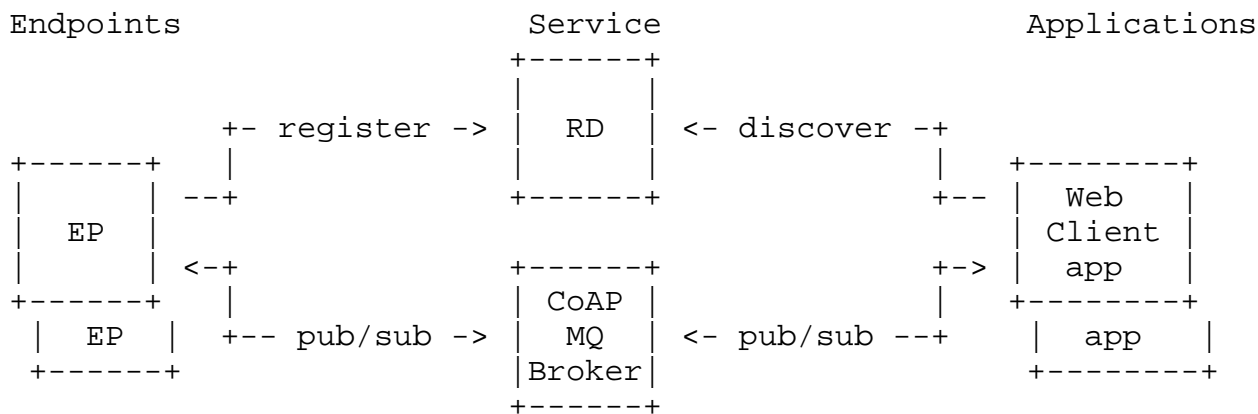 Endpoints Service Applications
+- register -> RD <- discover -+
EP
Web
Client
app
CoAP
MQ
Broker
EP +-- pub/sub -> <- pub/sub --+ app